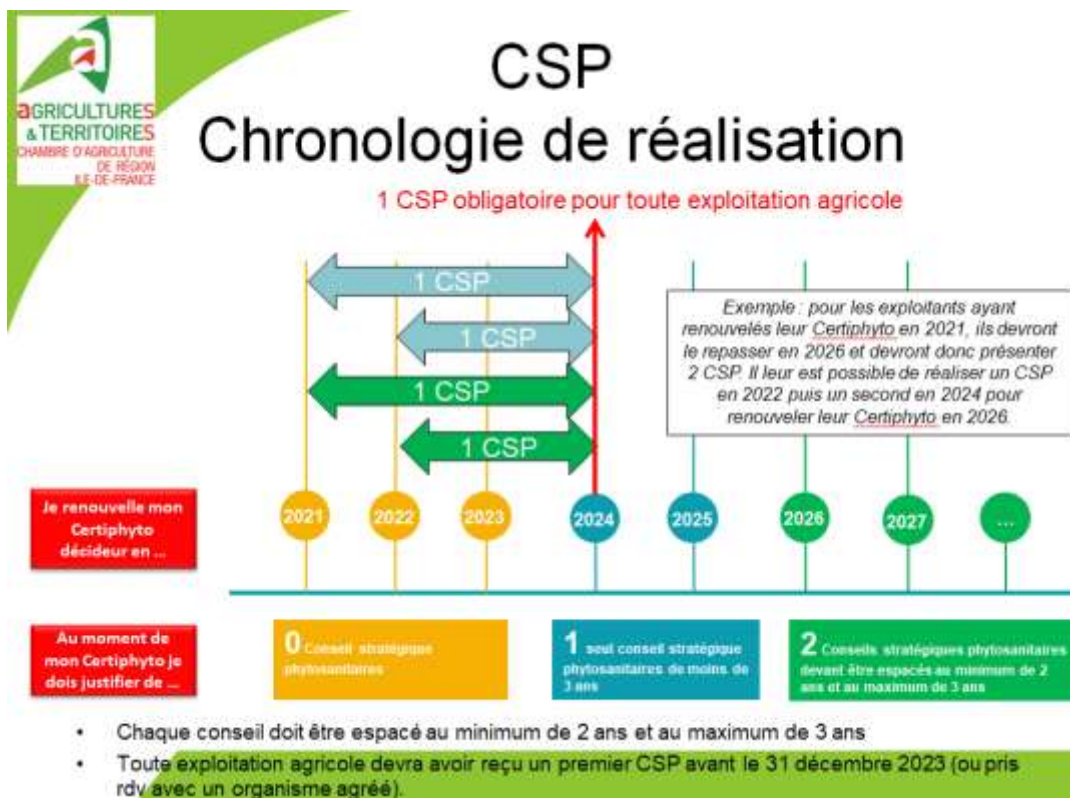 aGRICULTURES
& TERRITOIRES
CHAMBRE D'AGRICULTURE
DE RÉGION
ILE-DE-FRANCE
CSP
Chronologie de réalisation
1 CSP obligatoire pour toute exploitation agricole
1 CSP
1 CSP
1 CSP
1 CSP
Exemple : pour les exploitants ayant
renouvelés leur Certiphyto en 2021, ils devront
le repasser en 2026 et devront donc présenter
2 CSP. Il leur est possible de réaliser un CSP
en 2022 puis un second en 2024 pour
renouveler leur Certiphyto en 2026.
Je renouvelle mon
Certiphyto
décideur en ...
2021
2022
2023
2024
2025
2026
2027
...
Au moment de
mon Certiphyto je
dois justifier de ...
0 Conseil stratégique
phytosanitaires
1 seul conseil stratégique
phytosanitaires de moins de
3 ans
2 Conseils stratégiques phytosanitaires
devant être espacés au minimum de 2
ans et au maximum de 3 ans
• Chaque conseil doit être espacé au minimum de 2 ans et au maximum de 3 ans
• Toute exploitation agricole devra avoir reçu un premier CSP avant le 31 décembre 2023 (ou pris
rdv avec un organisme agréé).